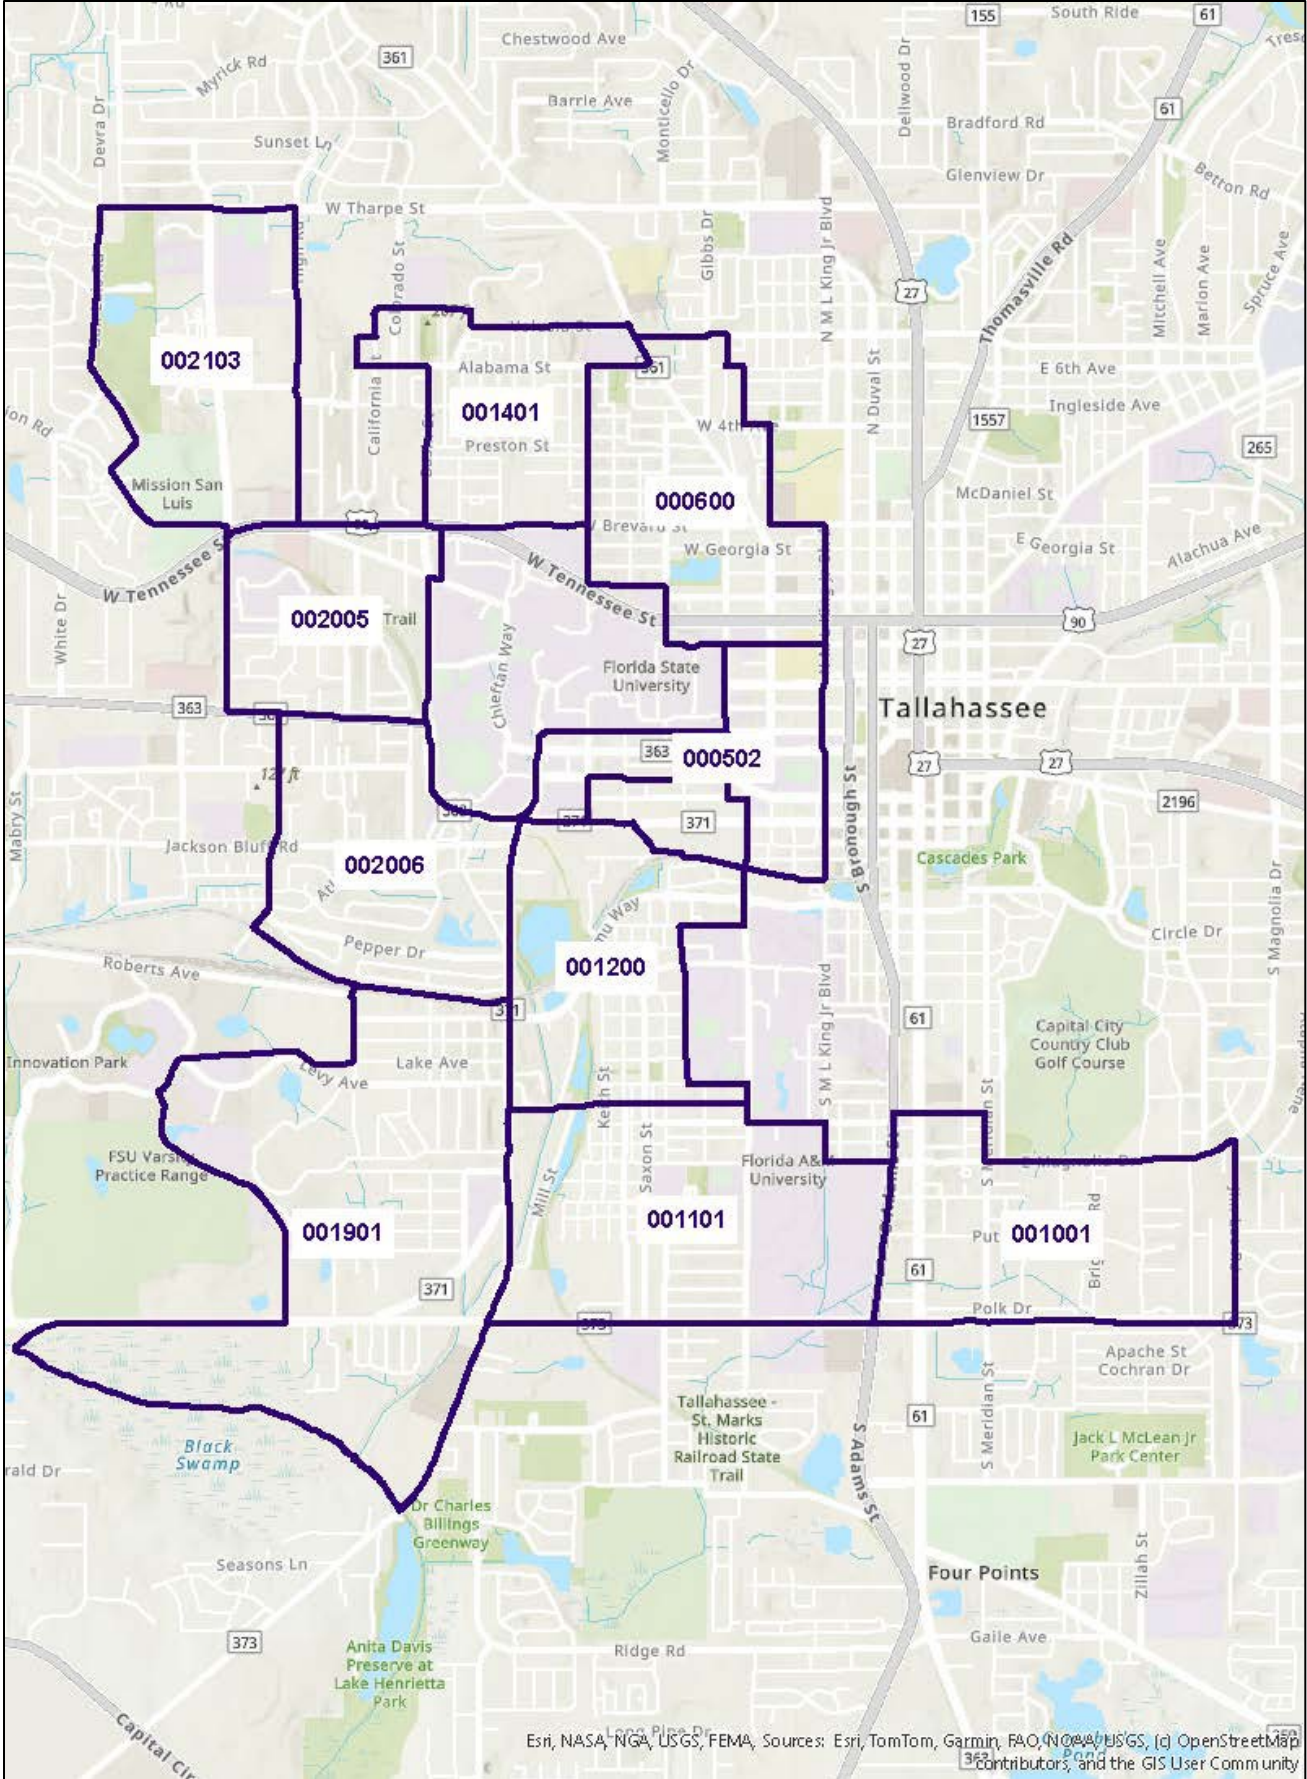 155
South Ride
61
Chestwood Ave
361
Myrick Rd
Barrie Ave
Monticello Dr
Dellwood Dr
61
Bradford Rd
Devra Dr
Sunset Ln
Glenview Dr
Betton Rd
W Tharpe St
Gibbs Dr
N M L King Jr Blvd
Colorado St
27
Thomasville Rd
Mitchell Ave
Marion Ave
Spruce Ave
002103
Alabama St
E 6th Ave
California
001401
N Duval St
Ingleside Ave
1557
Preston St
265
Mission San
Luis
000600
McDaniel St
W Georgia St
E Georgia St
Alachua Ave
W Tennessee St
W Tennessee St
002005
Trail
White Dr
90
27
Chieftan Way
Florida State
University
363
Tallahassee
363
000502
27
27
S Bronough St
2196
Mabry St
371
Jackson Bluff Rd
002006
Cascades Park
S Magnolia Dr
Pepper Dr
Circle Dr
Roberts Ave
001200
S M L King Jr Blvd
61
Innovation Park
Levy Ave
Lake Ave
Capital City
Country Club
Golf Course
Keith St
S Meridian St
FSU Varsity
Practice Range
Saxon St
Mill St
Florida A&M
University
001901
001101
001001
61
371
Polk Dr
373
373
Apache St
Cochran Dr
S Meridian St
Tallahassee -
St. Marks
Historic
Railroad State
Trail
61
Jack L McLean Jr
Park Center
Black
Swamp
S Adams St
Dr Charles
Billings
Greenway
Seasons Ln
Four Points
Zillah St
373
Anita Davis
Preserve at
Lake Henrietta
Park
Ridge Rd
Gaile Ave
Capital Cir
Long Pine Dr
363
Esri, NASA, NGA, USGS, FEMA, Sources: Esri, TomTom, Garmin, FAO, NOAA, USGS, (c) OpenStreetMap
contributors, and the GIS User Community